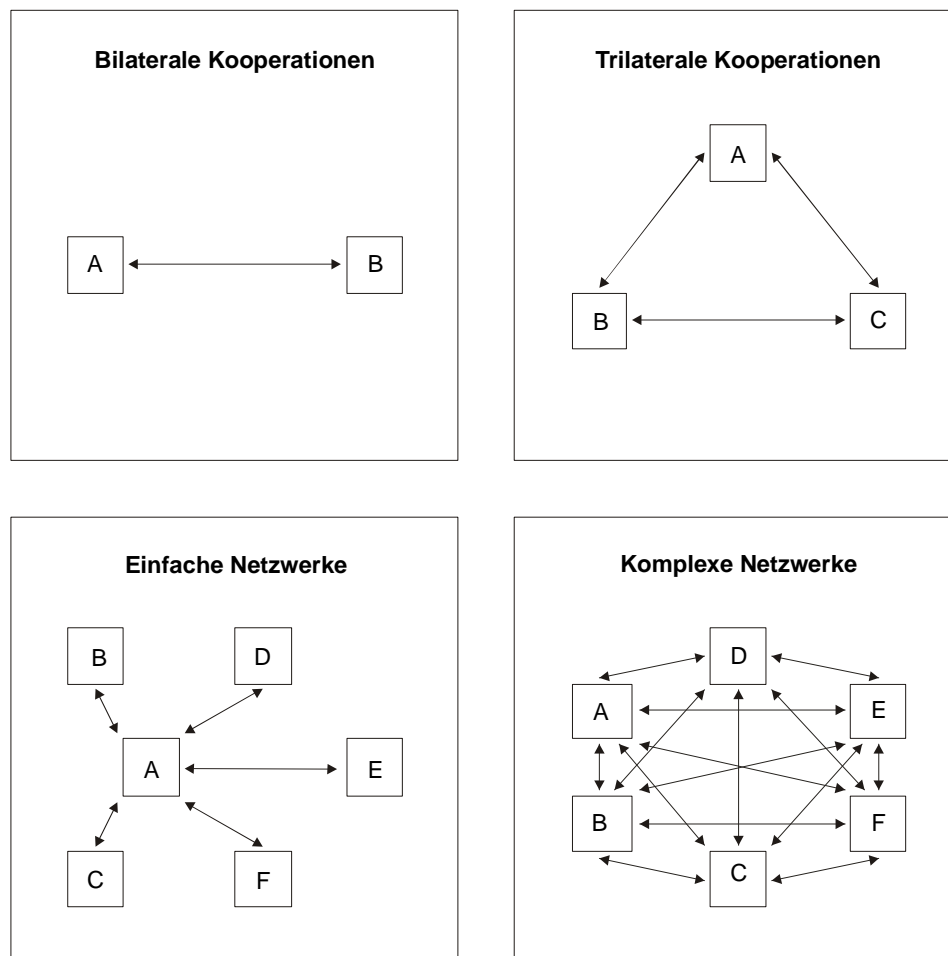 Bilaterale Kooperationen
A
B
Trilaterale Kooperationen
A
B
C
Einfache Netzwerke
B
D
A
E
C
F
Komplexe Netzwerke
D
A
E
B
F
C